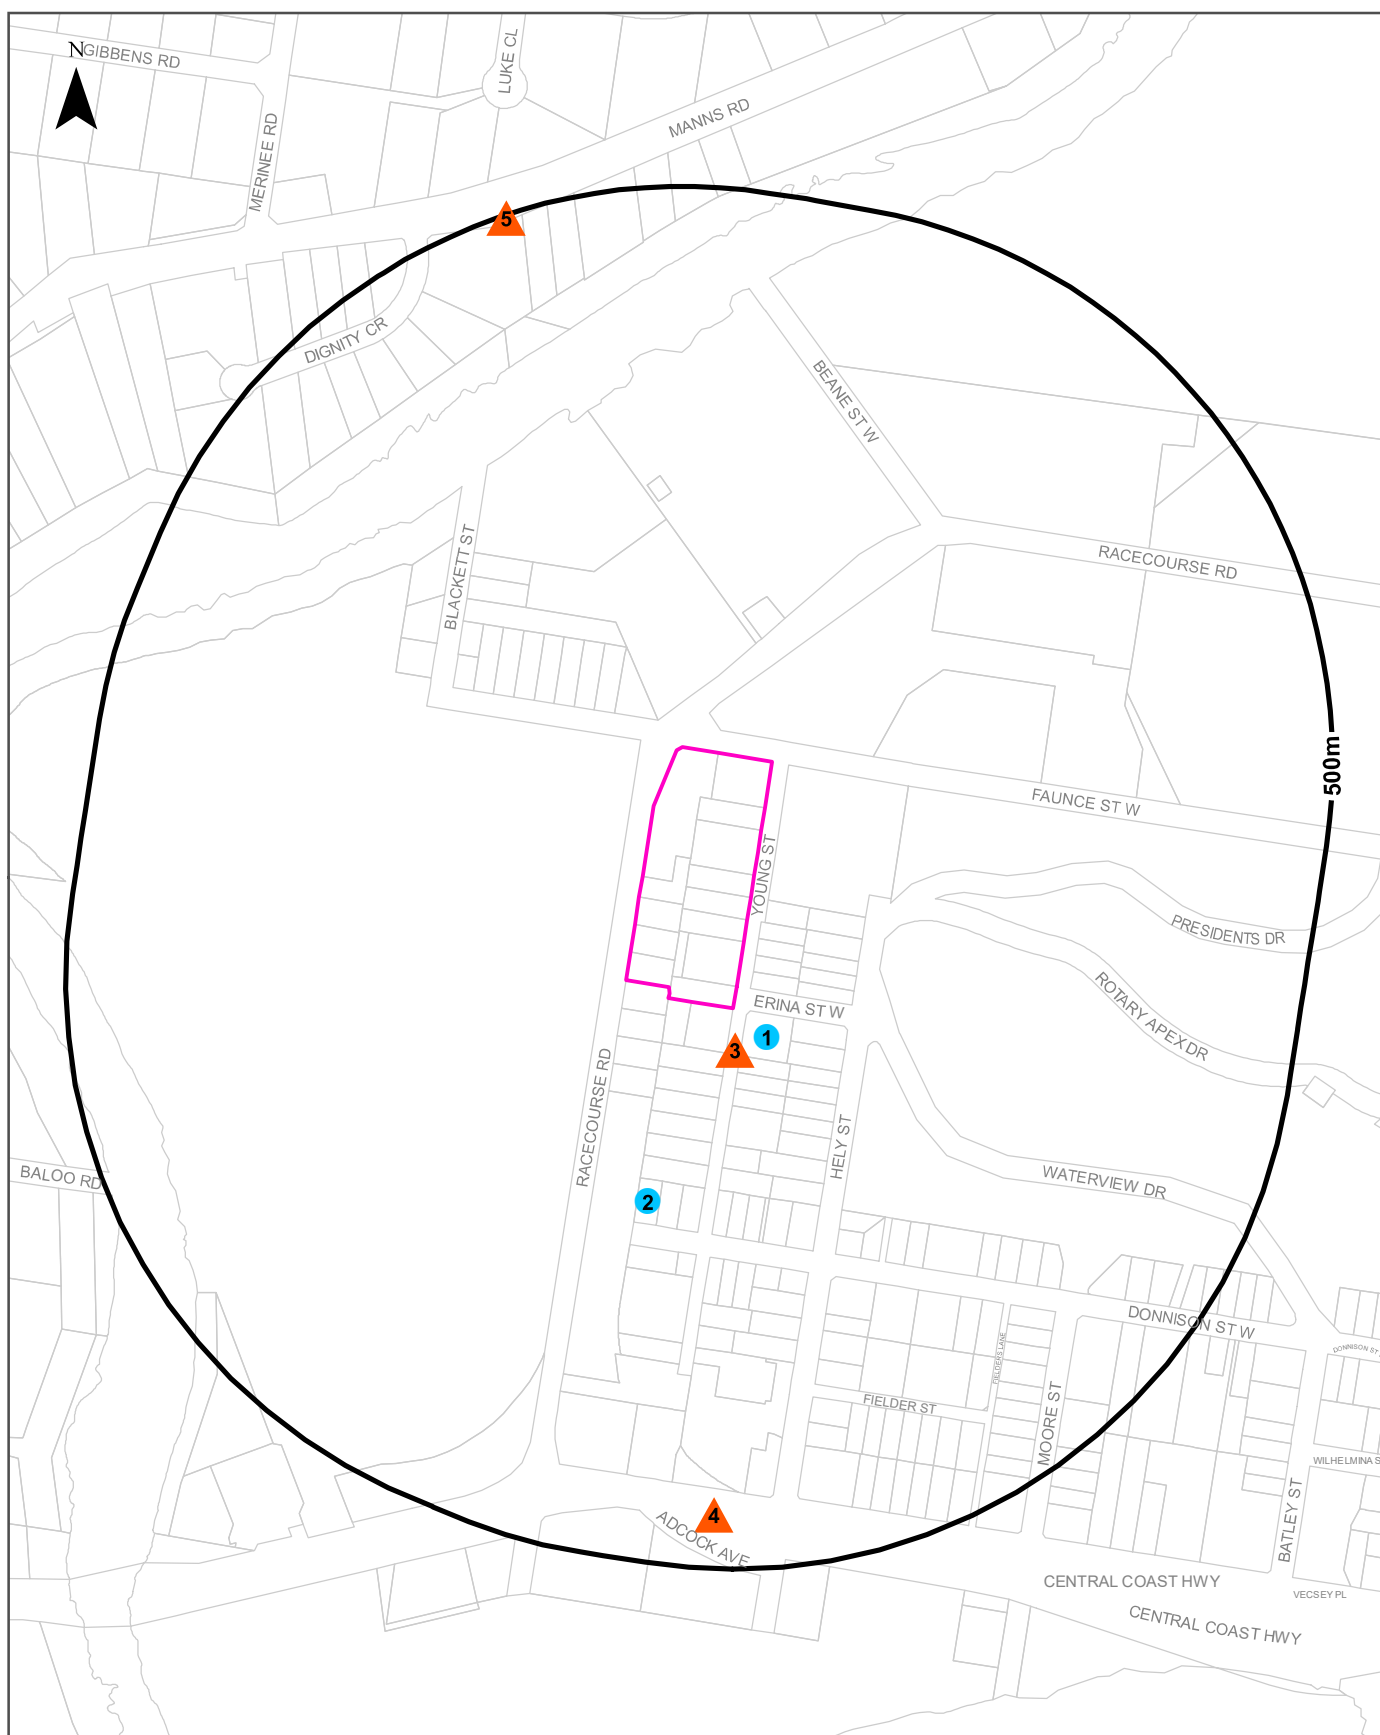 N
GIBBENS RD
LUKE CL
MANNS RD
MERINEE RD
5
DIGNITY CR
BEANE ST W
BLACKETT ST
RACECOURSE RD
500m
FAUNCE ST W
YOUNG ST
PRESIDENTS DR
ROTARY APEX DR
ERINA ST W
1
3
RACECOURSE RD
HELY ST
BALOO RD
WATERVIEW DR
2
DONNISON ST W
DONNISON ST
FIELDERS LANE
FIELDER ST
MOORE ST
WILHELMINA S
BATLEY ST
4
ADCOCK AVE
CENTRAL COAST HWY
VECSEY PL
CENTRAL COAST HWY